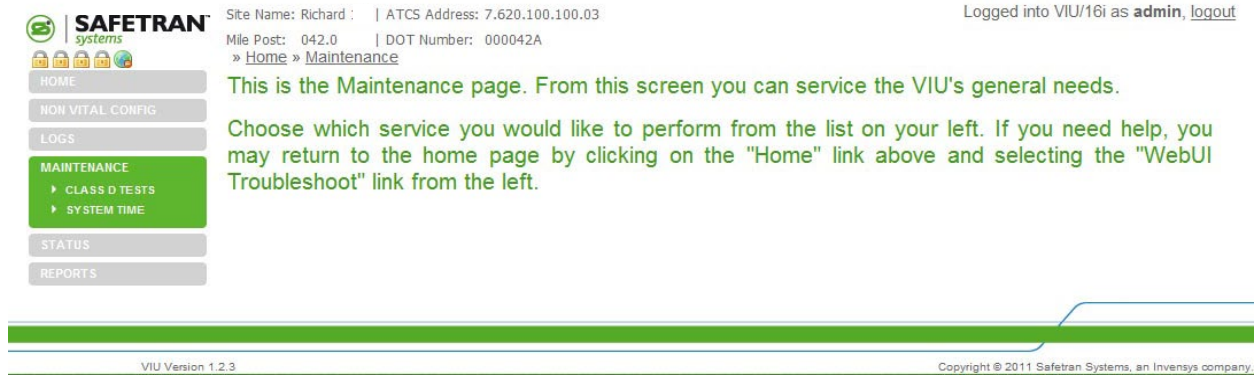 SAFETRAN
systems
Site Name: Richard : | ATCS Address: 7.620.100.100.03
Logged into VIU/16i as admin, logout
Mile Post: 042.0 | DOT Number: 000042A
» Home » Maintenance
HOME
NON VITAL CONFIG
LOGS
MAINTENANCE
CLASS D TESTS
SYSTEM TIME
STATUS
REPORTS
This is the Maintenance page. From this screen you can service the VIU's general needs.
Choose which service you would like to perform from the list on your left. If you need help, you
may return to the home page by clicking on the "Home" link above and selecting the "WebUI
Troubleshoot" link from the left.
VIU Version 1.2.3
Copyright © 2011 Safetran Systems, an Invensys company.